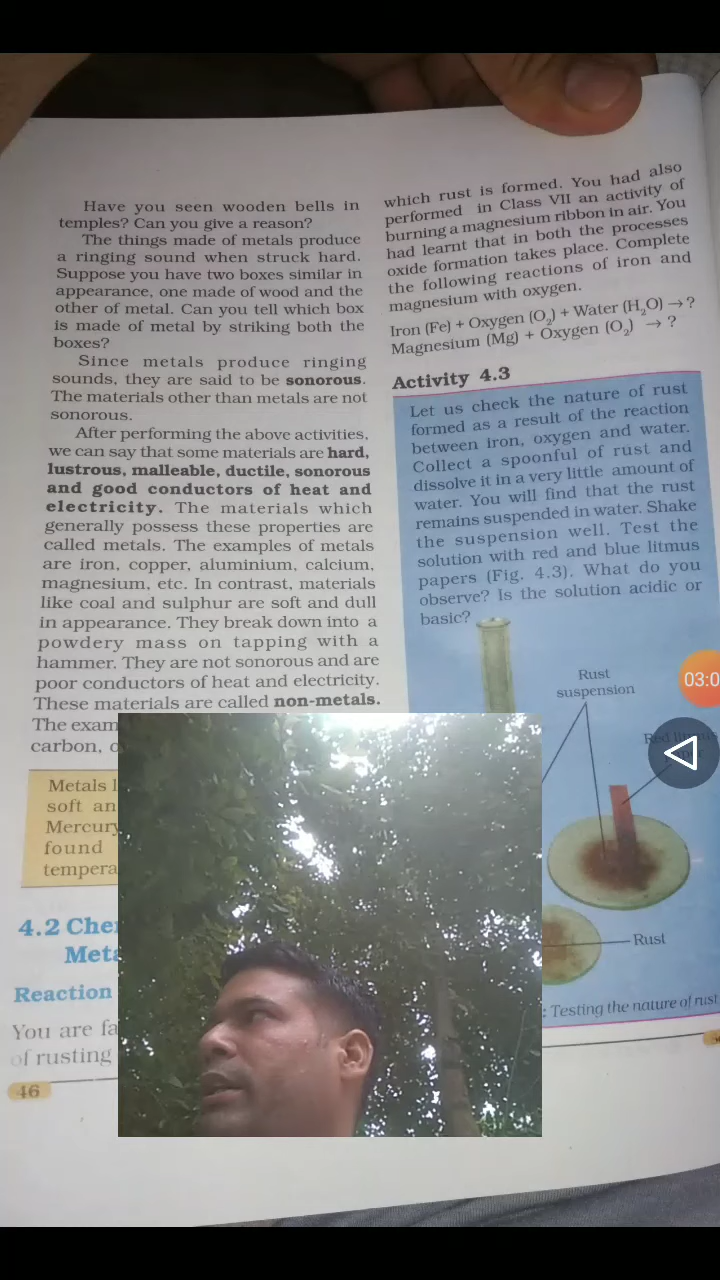 Have you seen wooden bells in
temples? Can you give a reason?
The things made of metals produce
a ringing sound when struck hard.
Suppose you have two boxes similar in
appearance, one made of wood and the
other of metal. Can you tell which box
is made of metal by striking both the
boxes?
Since metals produce ringing
sounds, they are said to be sonorous.
The materials other than metals are not
sonorous.
After performing the above activities,
we can say that some materials are hard,
lustrous, malleable, ductile, sonorous
and good conductors of heat and
electricity. The materials which
generally possess these properties are
called metals. The examples of metals
are iron, copper, aluminium, calcium,
magnesium, etc. In contrast, materials
like coal and sulphur are soft and dull
in appearance. They break down into a
powdery mass on tapping with a
hammer. They are not sonorous and are
poor conductors of heat and electricity.
These materials are called non-metals.
The exam
carbon,
Metals
soft an
Mercury
found
tempera
4.2 Che
Meta
Reaction
You are fa
of rusting
46
which rust is formed. You had also
performed in Class VII an activity of
burning a magnesium ribbon in air. You
had learnt that in both the processes
oxide formation takes place. Complete
the following reactions of iron and
magnesium with oxygen.
Iron (Fe) + Oxygen (O₂) + Water (H₂O) → ?
Magnesium (Mg) + Oxygen (O₂) → ?
Activity 4.3
Let us check the nature of rust
formed as a result of the reaction
between iron, oxygen and water.
Collect a spoonful of rust and
dissolve it in a very little amount of
water. You will find that the rust
remains suspended in water. Shake
the suspension well. Test the
solution with red and blue litmus
papers (Fig. 4.3). What do you
observe? Is the solution acidic or
basic?
Rust
suspension
03:0
Red
Rust
: Testing the nature of rust